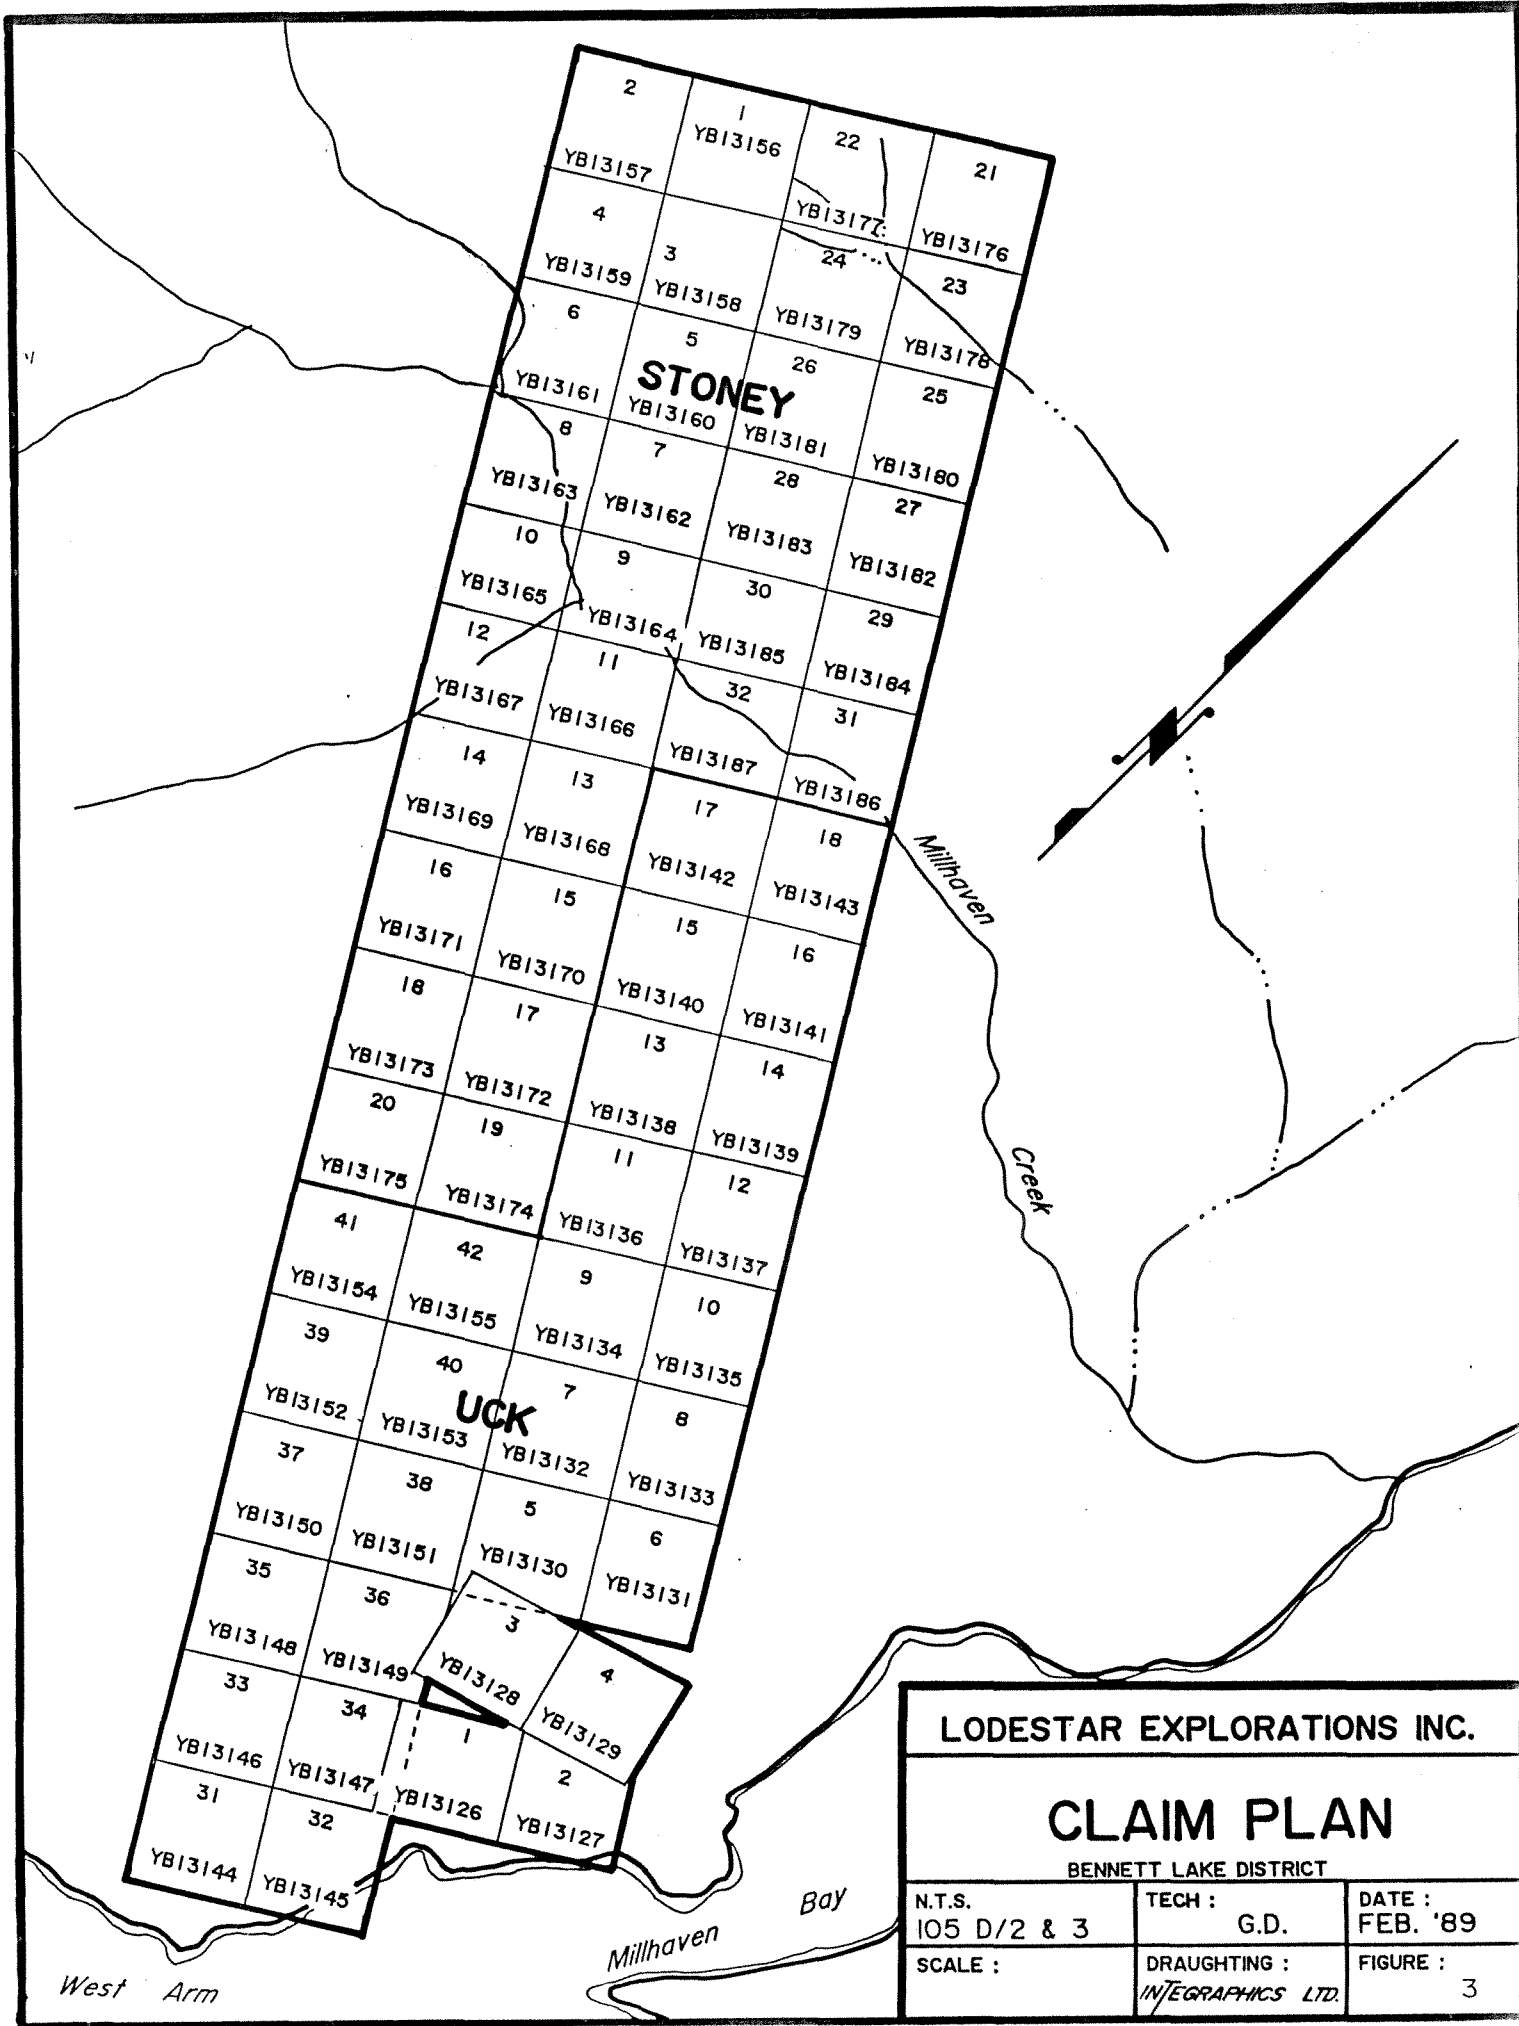 2
1
22
21
YB13157
YB13156
YB13177
YB13176
4
3
24
23
YB13159
YB13158
YB13179
YB13178
6
5
26
25
STONEY
YB13161
YB13160
YB13181
YB13180
8
7
28
27
YB13163
YB13162
YB13183
YB13182
10
9
30
29
YB13165
YB13164
YB13185
YB13184
12
11
32
31
YB13167
YB13166
YB13187
YB13186
14
13
17
18
YB13169
YB13168
YB13142
YB13143
Millhaven
16
15
15
16
YB13171
YB13170
YB13140
YB13141
18
17
13
14
YB13173
YB13172
YB13138
YB13139
Creek
20
19
11
12
YB13175
YB13174
YB13136
YB13137
41
42
9
10
YB13154
YB13155
YB13134
YB13135
39
40
7
8
UCK
YB13152
YB13153
YB13132
YB13133
37
38
5
6
YB13150
YB13151
YB13130
YB13131
35
36
3
4
YB13148
YB13149
YB13128
YB13129
33
34
1
2
YB13146
YB13147
YB13126
YB13127
31
32
YB13144
YB13145
West Arm
Millhaven Bay
LODESTAR EXPLORATIONS INC.
CLAIM PLAN
BENNETT LAKE DISTRICT
N.T.S.
105 D/2 & 3
TECH :
G.D.
DATE :
FEB. '89
SCALE :
DRAUGHTING :
INTEGRAPHICS LTD.
FIGURE :
3